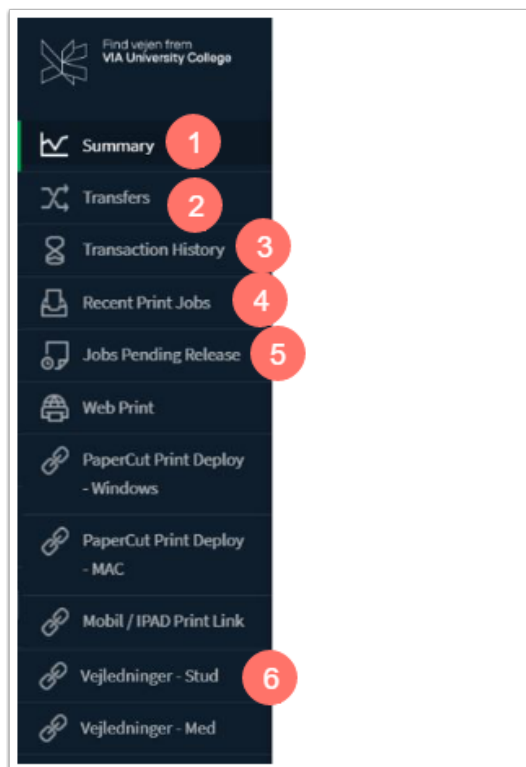 Find vejen frem
VIA University College
Summary 1
Transfers 2
Transaction History 3
Recent Print Jobs 4
Jobs Pending Release 5
Web Print
PaperCut Print Deploy
- Windows
PaperCut Print Deploy
- MAC
Mobil / IPAD Print Link
Vejledninger - Stud 6
Vejledninger - Med